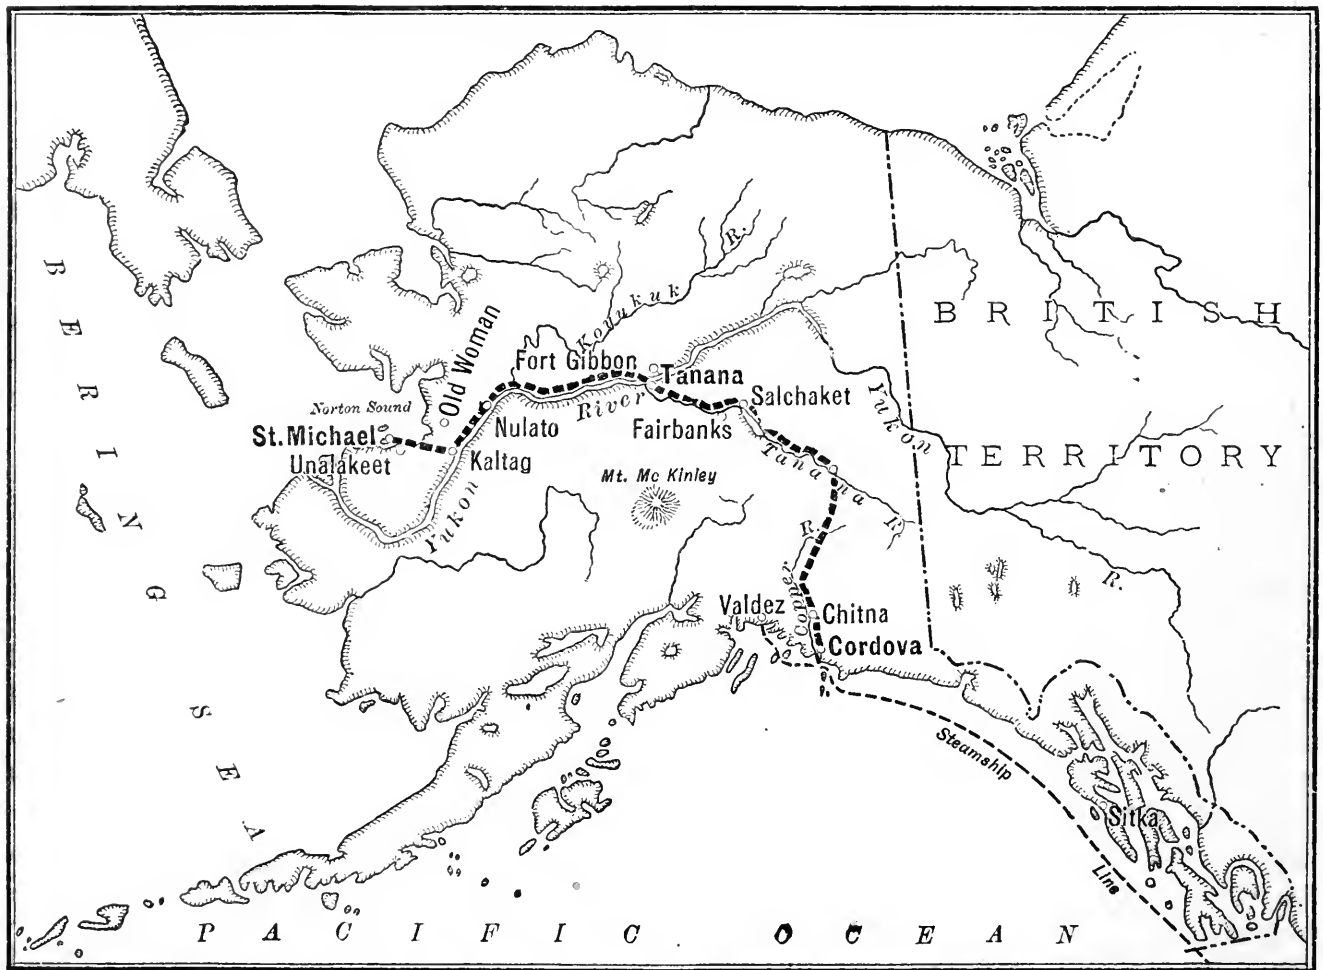 BERING SEA
BRITISH
TERRITORY
Koyukuk R.
Old Woman
Fort Gibbon
Tanana
Norton Sound
St. Michael
Unalakeet
Nulato
Kaltag
River
Yukon
Fairbanks
Salchaket
Tanana R.
Yukon
R.
Mt. Mc Kinley
Copper R.
Valdez
Chitna
Cordova
Steamship Line
Sitka
PACIFIC OCEAN